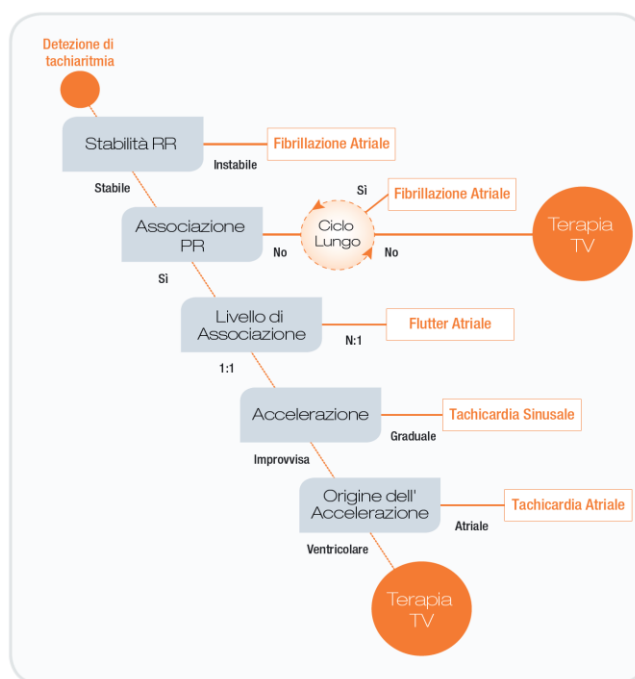 Detezione di
tachiaritmia
Stabilità RR
Fibrillazione Atriale
Instabile
Stabile
Sì
Fibrillazione Atriale
Associazione
PR
Ciclo
Lungo
Terapia
TV
No
No
Sì
Livello di
Associazione
Flutter Atriale
N:1
1:1
Accelerazione
Tachicardia Sinusale
Graduale
Improvvisa
Origine dell'
Accelerazione
Tachicardia Atriale
Atriale
Ventricolare
Terapia
TV